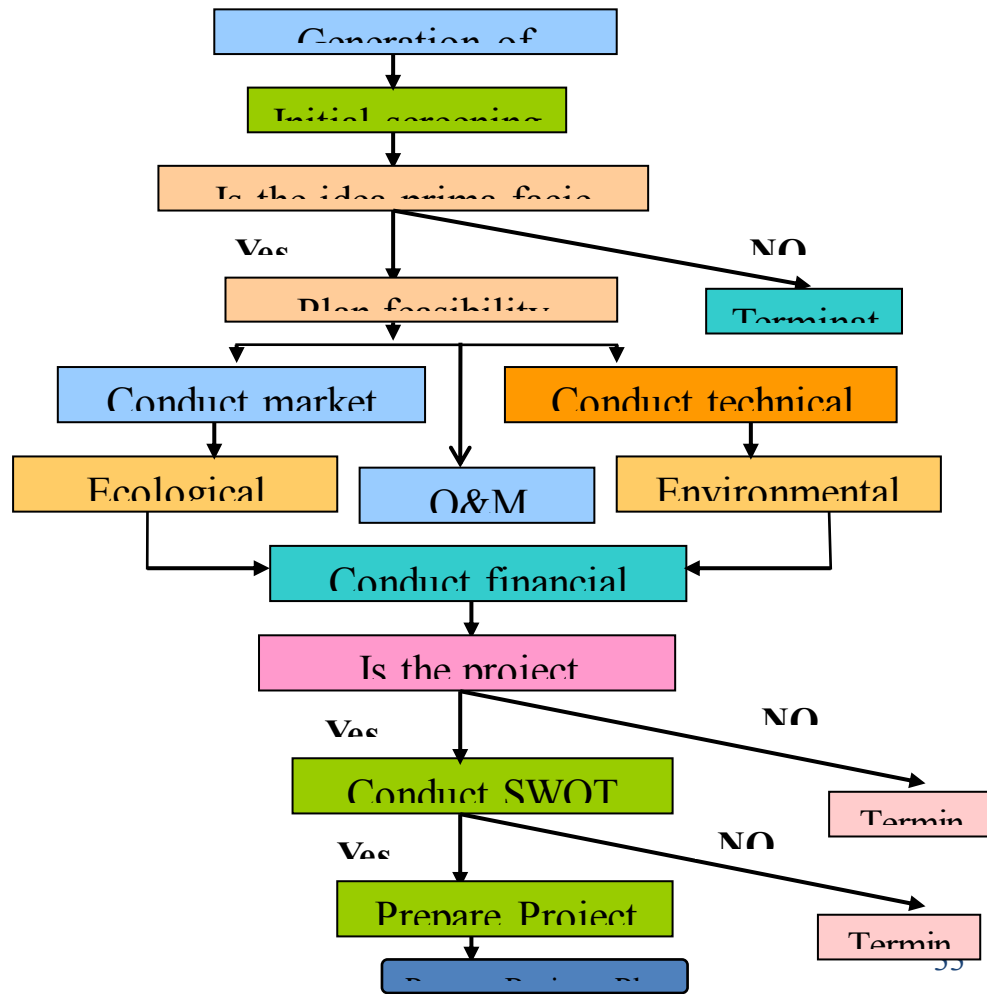 Generation of
Initial screening
Is the idea prima facie
Yes
NO
Plan feasibility
Terminat
Conduct market
Conduct technical
Ecological
O&M
Environmental
Conduct financial
Is the project
Yes
NO
Conduct SWOT
Termin
Yes
NO
Prepare Project
Termin